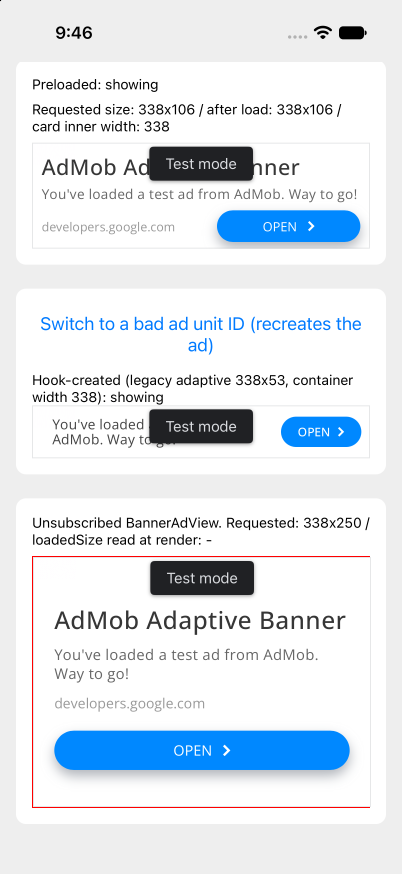 9:46
Preloaded: showing
Requested size: 338x106 / after load: 338x106 /
card inner width: 338
Test mode
AdMob Ad nner
You've loaded a test ad from AdMob. Way to go!
developers.google.com
OPEN
Switch to a bad ad unit ID (recreates the
ad)
Hook-created (legacy adaptive 338x53, container
width 338): showing
Test mode
You've loaded
AdMob. Way to go!
OPEN
Unsubscribed BannerAdView. Requested: 338x250 /
loadedSize read at render: -
Test mode
AdMob Adaptive Banner
You've loaded a test ad from AdMob.
Way to go!
developers.google.com
OPEN